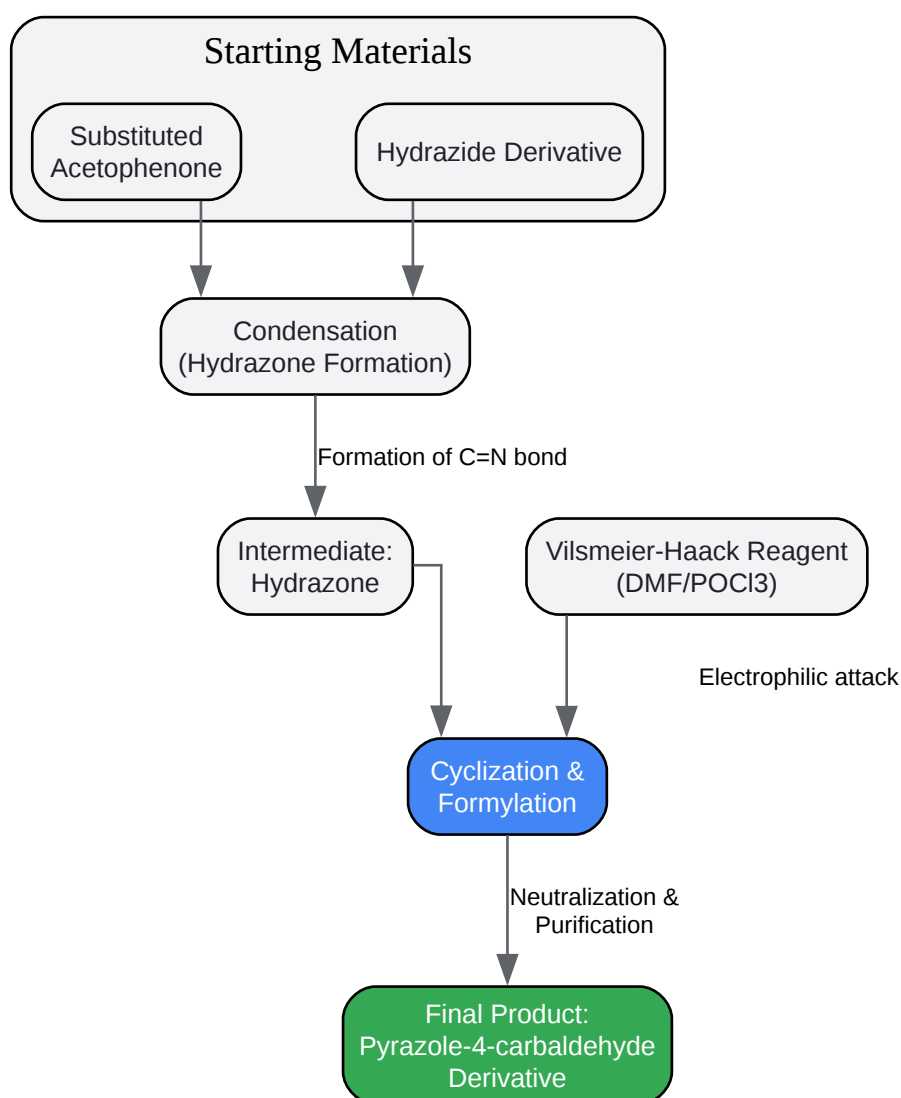 Starting Materials
Substituted
Acetophenone
Hydrazide Derivative
Condensation
(Hydrazone Formation)
Formation of C=N bond
Intermediate:
Hydrazone
Vilsmeier-Haack Reagent
(DMF/POCl3)
Electrophilic attack
Cyclization &
Formylation
Neutralization &
Purification
Final Product:
Pyrazole-4-carbaldehyde
Derivative